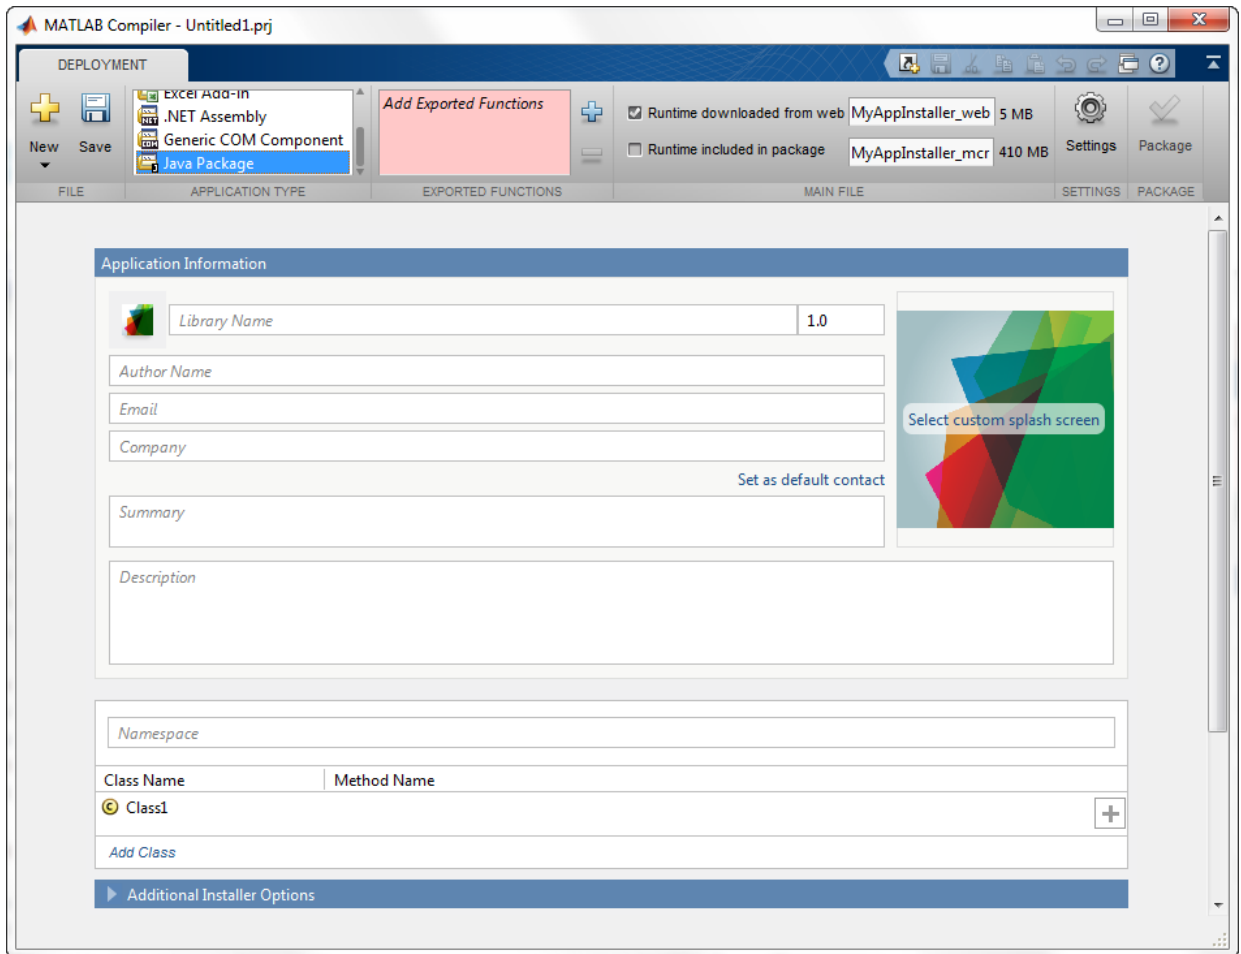 MATLAB Compiler - Untitled1.prj
DEPLOYMENT
New
Save
Excel Add-in
.NET Assembly
Generic COM Component
Java Package
Add Exported Functions
Runtime downloaded from web MyAppInstaller_web 5 MB
Runtime included in package MyAppInstaller_mcr 410 MB
Settings
Package
FILE APPLICATION TYPE EXPORTED FUNCTIONS MAIN FILE SETTINGS PACKAGE
Application Information
Library Name 1.0
Author Name
Email
Company
Set as default contact
Summary
Select custom splash screen
Description
Namespace
Class Name Method Name
Class1
Add Class
Additional Installer Options